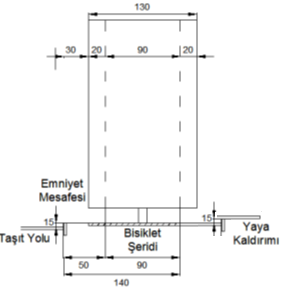 130
30 20 90 20
Emniyet
Mesafesi
15
15
Taşıt Yolu
Bisiklet
Şeridi
Yaya
Kaldırımı
50 90
140